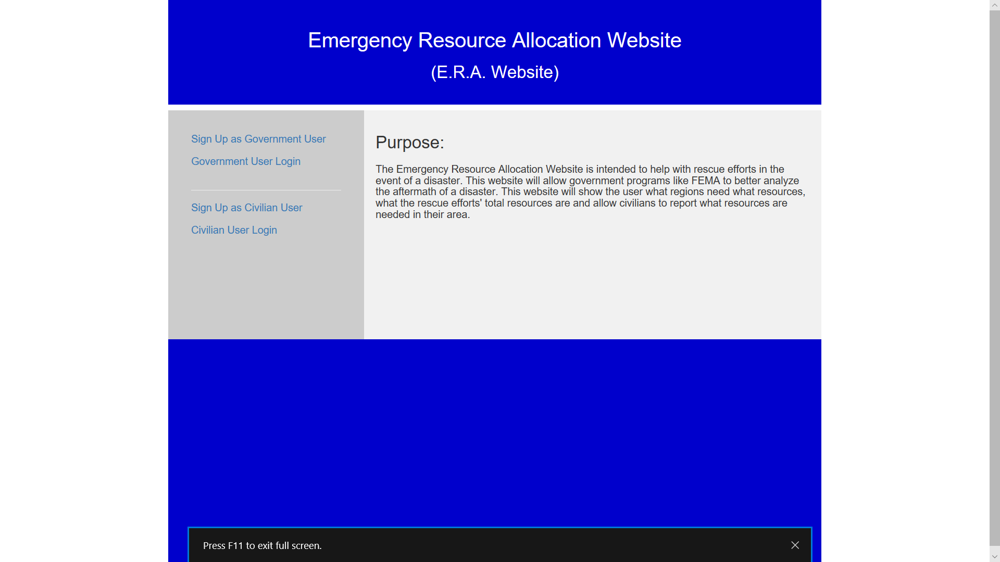 Emergency Resource Allocation Website
(E.R.A. Website)
Sign Up as Government User
Government User Login
Sign Up as Civilian User
Civilian User Login
Purpose:
The Emergency Resource Allocation Website is intended to help with rescue efforts in the
event of a disaster. This website will allow government programs like FEMA to better analyze
the aftermath of a disaster. This website will show the user what regions need what resources,
what the rescue efforts' total resources are and allow civilians to report what resources are
needed in their area.
Press F11 to exit full screen.